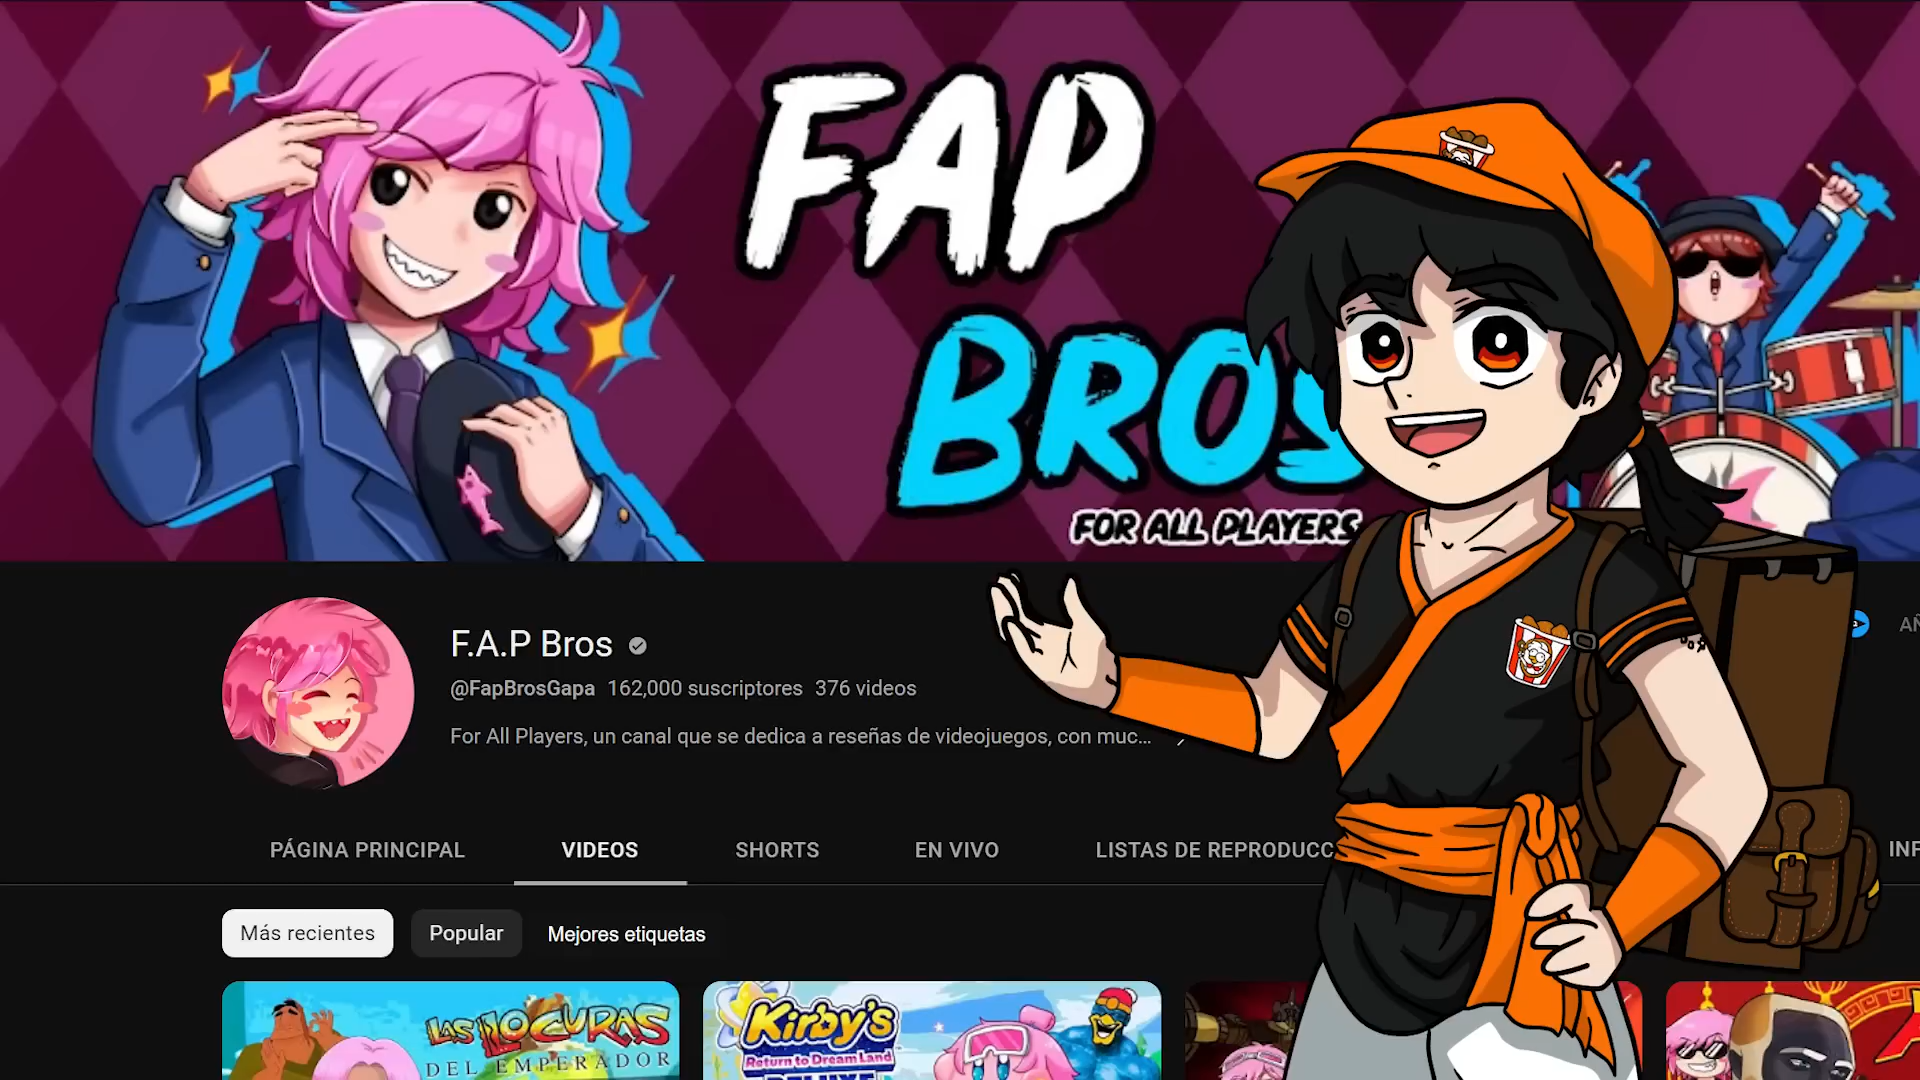 FAP
BROS
FOR ALL PLAYERS
F.A.P Bros
@FapBrosGapa 162,000 suscriptores 376 videos
For All Players, un canal que se dedica a reseñas de videojuegos, con muc...
PÁGINA PRINCIPAL VIDEOS SHORTS EN VIVO LISTAS DE REPRODUCC INF
Más recientes Popular Mejores etiquetas
LAS LOCURAS
DEL EMPERADOR
Kirby's
Return to Dream Land
DELUXE